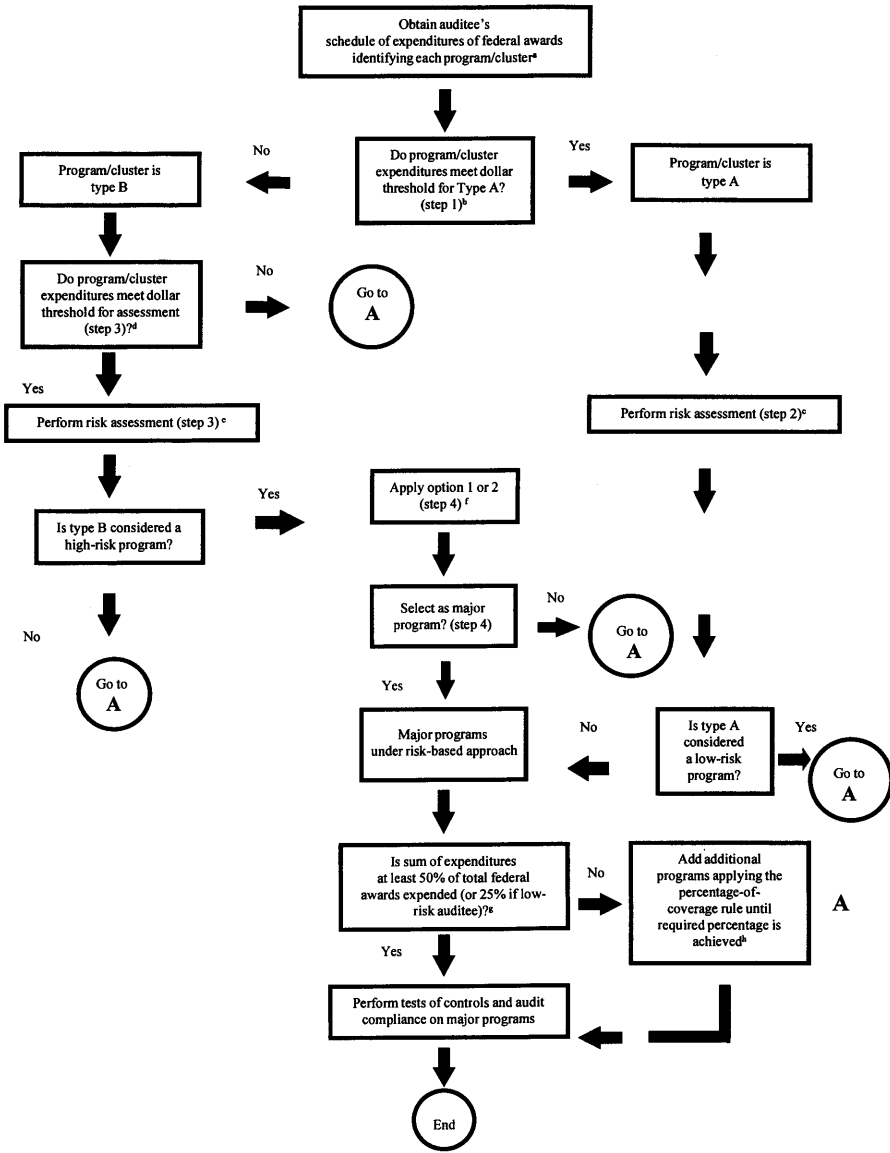 Obtain auditee's
schedule of expenditures of federal awards
identifying each program/clusterᵃ
No
Do program/cluster
expenditures meet dollar
threshold for Type A?
(step 1)ᵇ
Yes
Program/cluster is
type B
Program/cluster is
type A
Do program/cluster
expenditures meet dollar
threshold for assessment
(step 3)?ᵈ
No
Go to
A
Yes
Perform risk assessment (step 3) ᵉ
Perform risk assessment (step 2)ᶜ
Is type B considered a
high-risk program?
Yes
Apply option 1 or 2
(step 4) ᶠ
Select as major
program? (step 4)
No
Go to
A
No
Go to
A
Yes
Major programs
under risk-based approach
No
Is type A
considered
a low-risk
program?
Yes
Go to
A
Is sum of expenditures
at least 50% of total federal
awards expended (or 25% if low-
risk auditee)?ᵍ
No
Add additional
programs applying the
percentage-of-
coverage rule until
required percentage is
achievedʰ
A
Yes
Perform tests of controls and audit
compliance on major programs
End